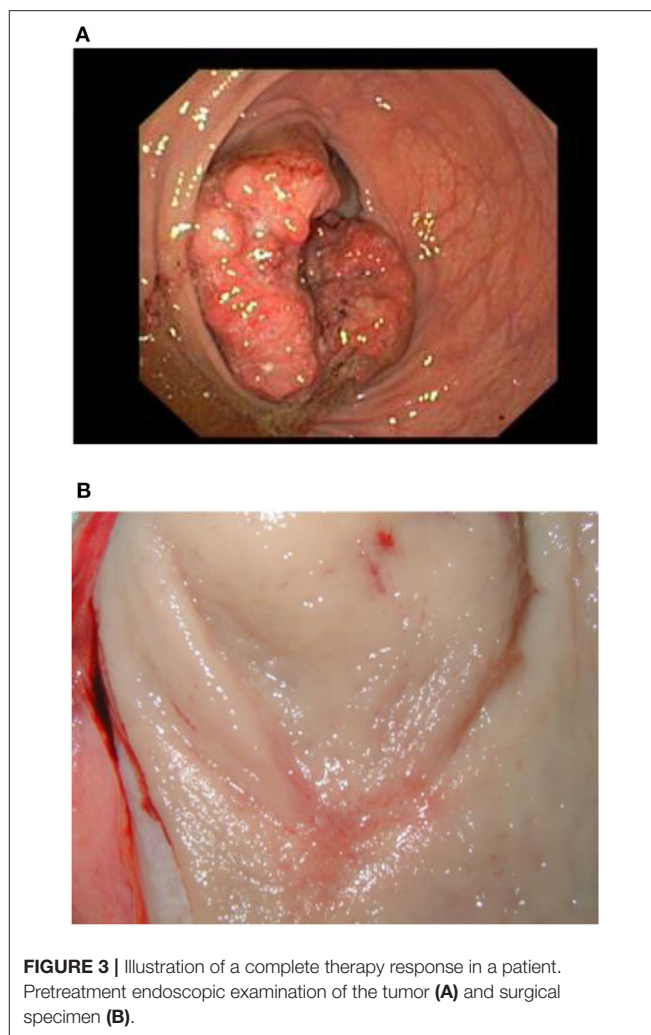 A
B
FIGURE 3 | Illustration of a complete therapy response in a patient.
Pretreatment endoscopic examination of the tumor (A) and surgical
specimen (B).